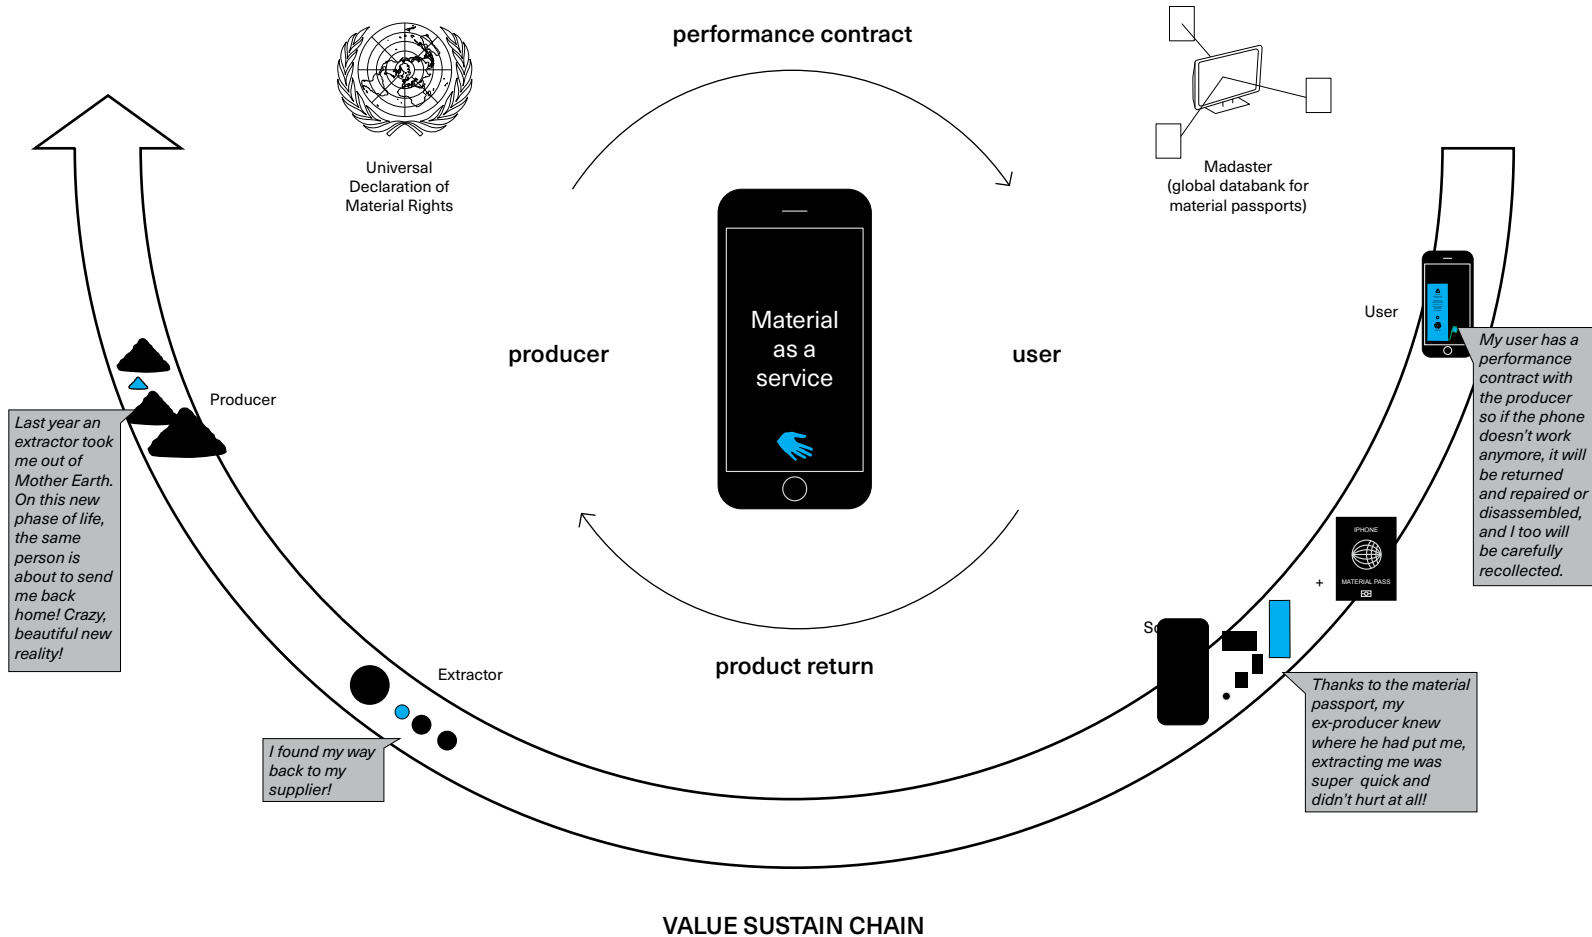 performance contract
Universal
Declaration of
Material Rights
Madaster
(global databank for
material passports)
Material
as a
service
producer
user
User
My user has a
performance
contract with
the producer
so if the phone
doesn't work
anymore, it will
be returned
and repaired or
disassembled,
and I too will
be carefully
recollected.
Producer
Last year an
extractor took
me out of
Mother Earth.
On this new
phase of life,
the same
person is
about to send
me back
home! Crazy,
beautiful new
reality!
IPHONE
MATERIAL PASS
+
product return
Extractor
I found my way
back to my
supplier!
Thanks to the material
passport, my
ex-producer knew
where he had put me,
extracting me was
super quick and
didn't hurt at all!
VALUE SUSTAIN CHAIN